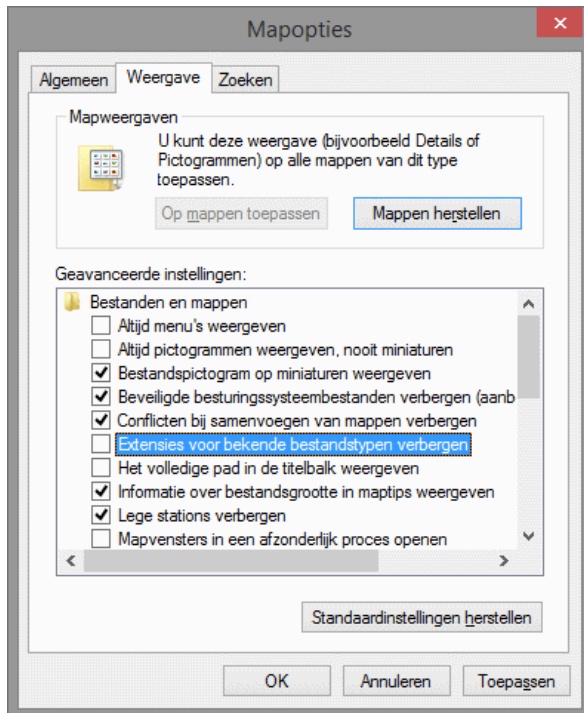 Mapopties
Algemeen Weergave Zoeken
Mapweergaven
U kunt deze weergave (bijvoorbeeld Details of
Pictogrammen) op alle mappen van dit type
toepassen.
Op mappen toepassen Mappen herstellen
Geavanceerde instellingen:
Bestanden en mappen
Altijd menu's weergeven
Altijd pictogrammen weergeven, nooit miniaturen
Bestandspictogram op miniaturen weergeven
Beveiligde besturingssysteembestanden verbergen (aanb
Conflicten bij samenvoegen van mappen verbergen
Extensies voor bekende bestandstypen verbergen
Het volledige pad in de titelbalk weergeven
Informatie over bestandsgrootte in maptips weergeven
Lege stations verbergen
Mapvensters in een afzonderlijk proces openen
Standaardinstellingen herstellen
OK Annuleren Toepassen